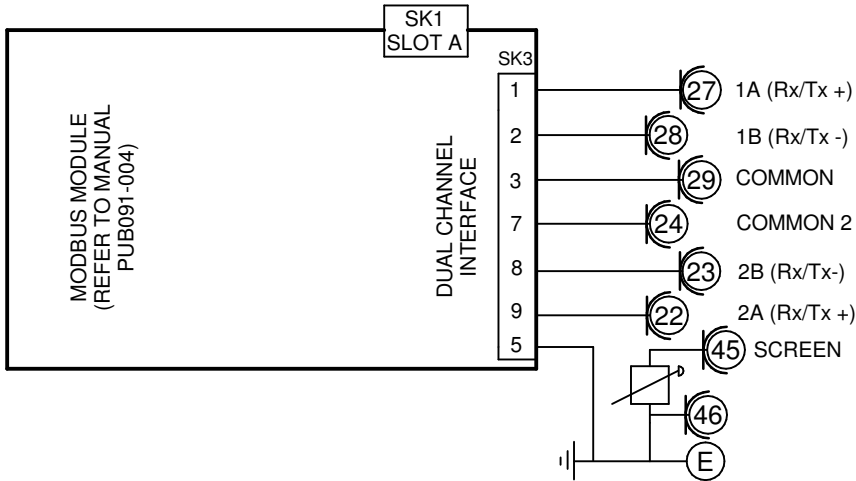 SK1
SLOT A
SK3
MODBUS MODULE
(REFER TO MANUAL
PUB091-004)
DUAL CHANNEL
INTERFACE
1 27 1A (Rx/Tx +)
2 28 1B (Rx/Tx -)
3 29 COMMON
7 24 COMMON 2
8 23 2B (Rx/Tx-)
9 22 2A (Rx/Tx +)
5
45 SCREEN
46
E